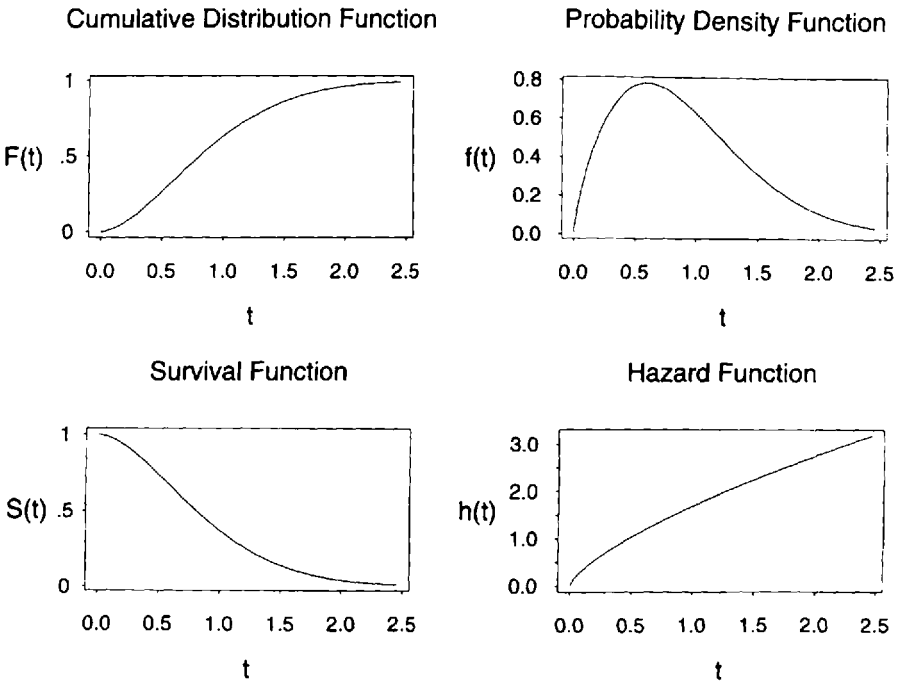 Cumulative Distribution Function
1
F(t) .5
0
0.0 0.5 1.0 1.5 2.0 2.5
t
Probability Density Function
0.8
0.6
f(t) 0.4
0.2
0.0
0.0 0.5 1.0 1.5 2.0 2.5
t
Survival Function
1
S(t) .5
0
0.0 0.5 1.0 1.5 2.0 2.5
t
Hazard Function
3.0
2.0
h(t)
1.0
0.0
0.0 0.5 1.0 1.5 2.0 2.5
t